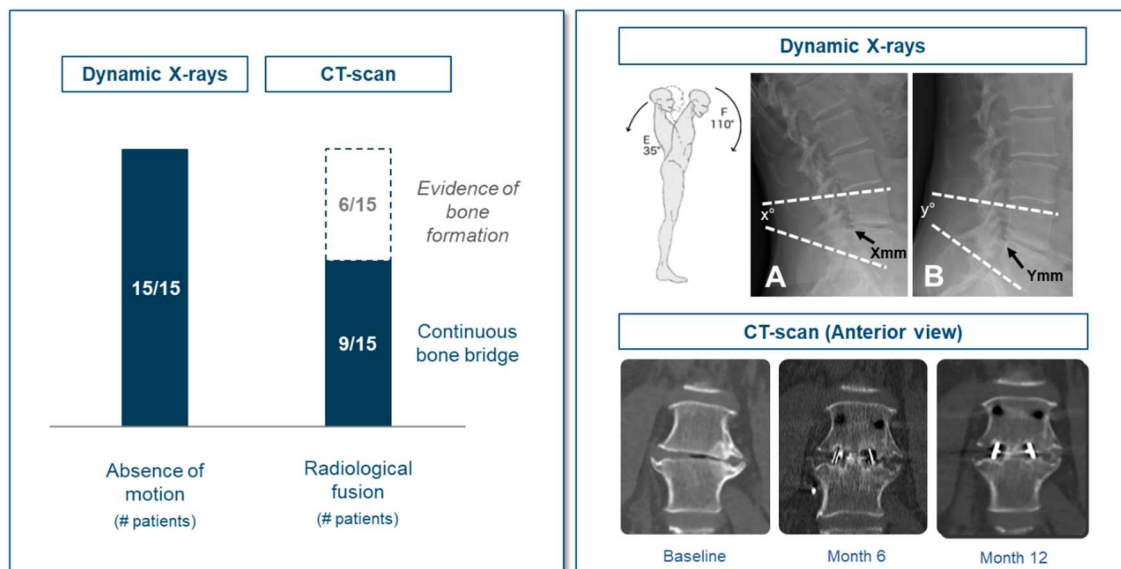 Dynamic X-rays
CT-scan
15/15
6/15
9/15
Evidence of
bone
formation
Continuous
bone bridge
Absence of
motion
(# patients)
Radiological
fusion
(# patients)
Dynamic X-rays
E
35°
F
110°
x°
Xmm
A
y°
Ymm
B
CT-scan (Anterior view)
Baseline
Month 6
Month 12